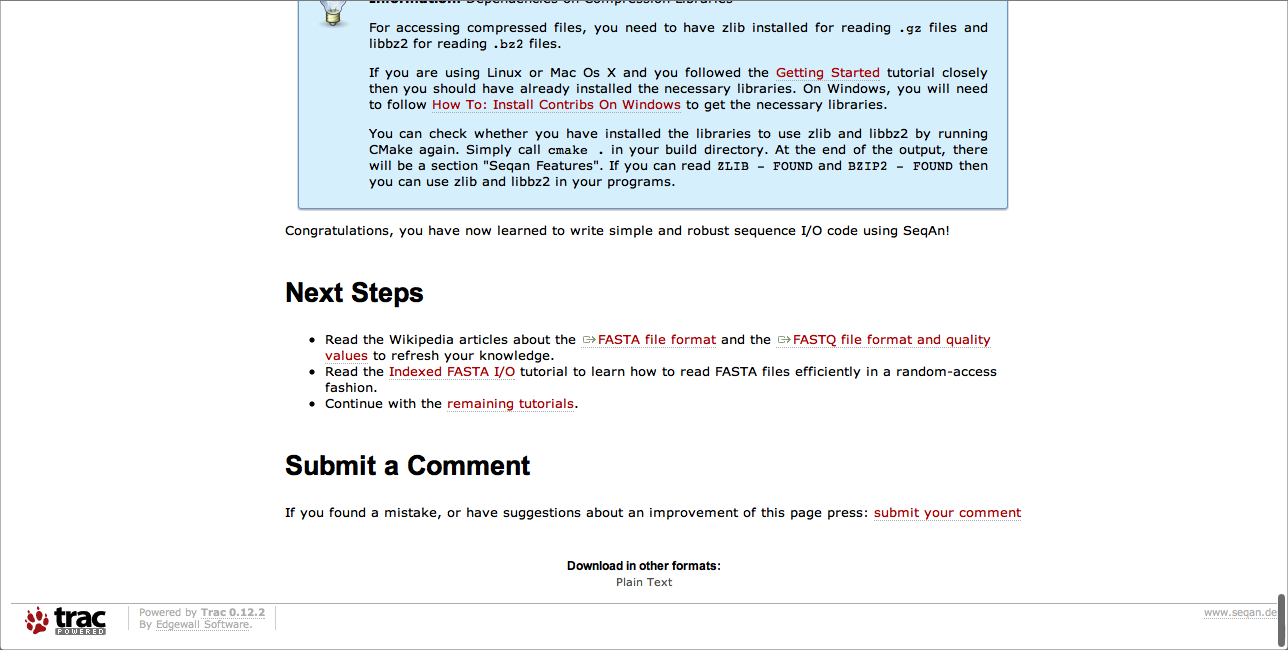 Information: Dependencies on Compression Libraries
For accessing compressed files, you need to have zlib installed for reading .gz files and
libbz2 for reading .bz2 files.
If you are using Linux or Mac Os X and you followed the Getting Started tutorial closely
then you should have already installed the necessary libraries. On Windows, you will need
to follow How To: Install Contribs On Windows to get the necessary libraries.
You can check whether you have installed the libraries to use zlib and libbz2 by running
CMake again. Simply call cmake . in your build directory. At the end of the output, there
will be a section "Seqan Features". If you can read ZLIB - FOUND and BZIP2 - FOUND then
you can use zlib and libbz2 in your programs.
Congratulations, you have now learned to write simple and robust sequence I/O code using SeqAn!
Next Steps
• Read the Wikipedia articles about the FASTA file format and the FASTQ file format and quality
values to refresh your knowledge.
• Read the Indexed FASTA I/O tutorial to learn how to read FASTA files efficiently in a random-access
fashion.
• Continue with the remaining tutorials.
Submit a Comment
If you found a mistake, or have suggestions about an improvement of this page press: submit your comment
Download in other formats:
Plain Text
trac
POWERED
Powered by Trac 0.12.2
By Edgewall Software.
www.seqan.de